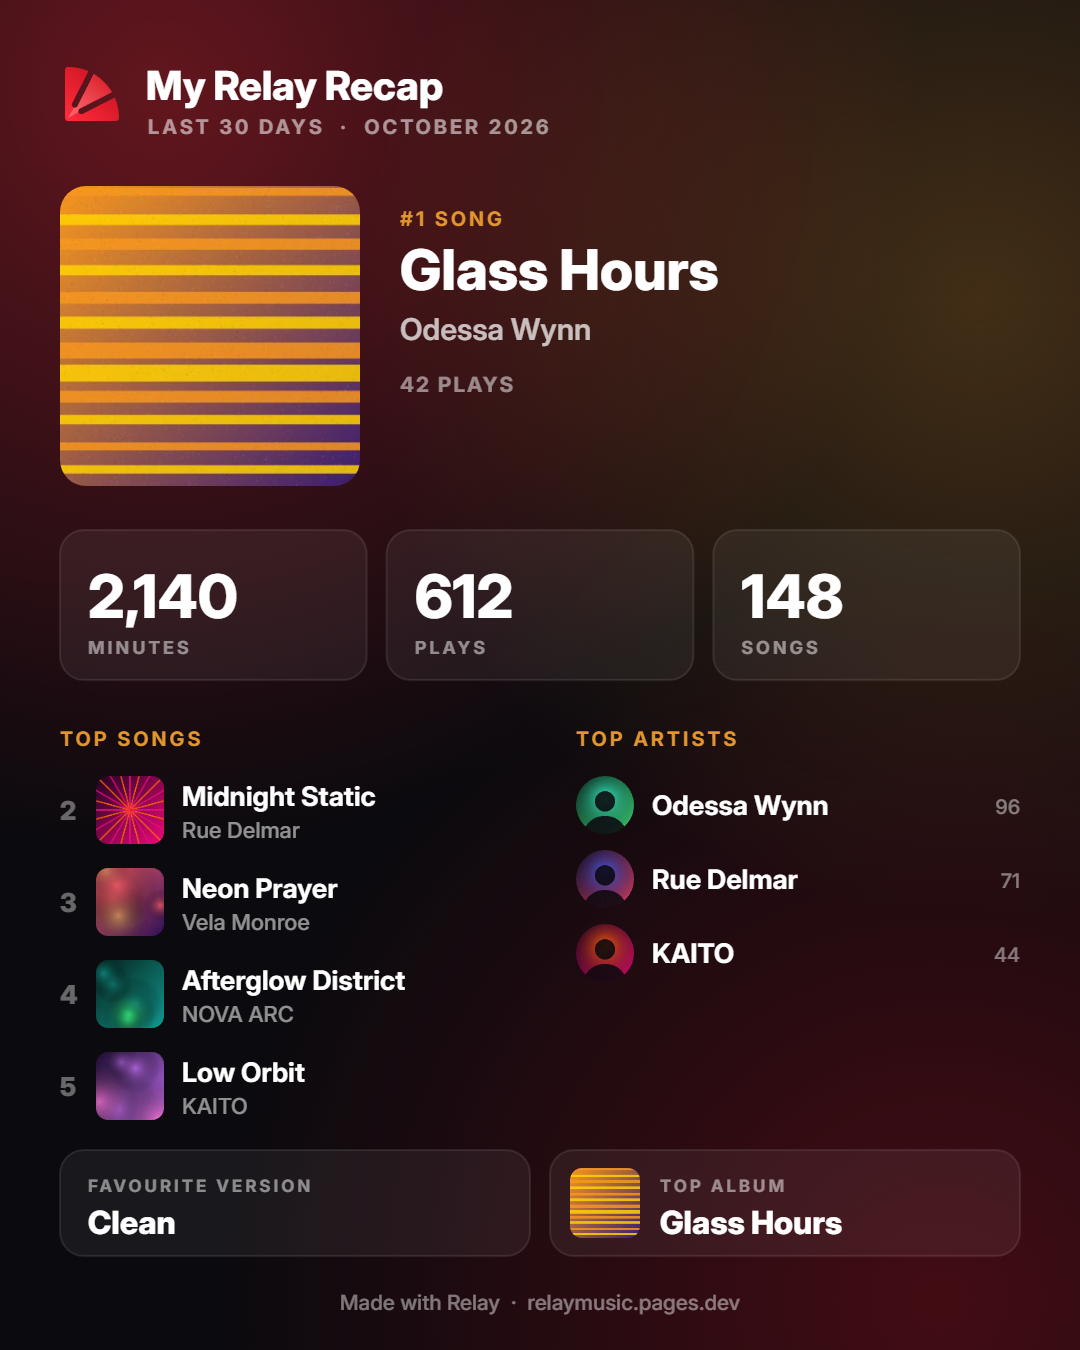 My Relay Recap
LAST 30 DAYS · OCTOBER 2026
#1 SONG
Glass Hours
Odessa Wynn
42 PLAYS
2,140
MINUTES
612
PLAYS
148
SONGS
TOP SONGS
2
Midnight Static
Rue Delmar
3
Neon Prayer
Vela Monroe
4
Afterglow District
NOVA ARC
5
Low Orbit
KAITO
TOP ARTISTS
Odessa Wynn 96
Rue Delmar 71
KAITO 44
FAVOURITE VERSION
Clean
TOP ALBUM
Glass Hours
Made with Relay · relaymusic.pages.dev